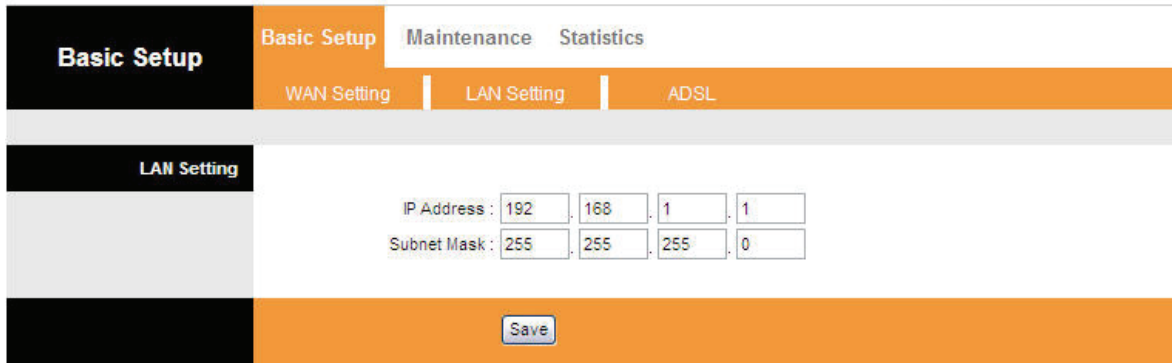 Basic Setup
Basic Setup Maintenance Statistics
WAN Setting LAN Setting ADSL
LAN Setting
IP Address : 192 . 168 . 1 . 1
Subnet Mask : 255 . 255 . 255 . 0
Save